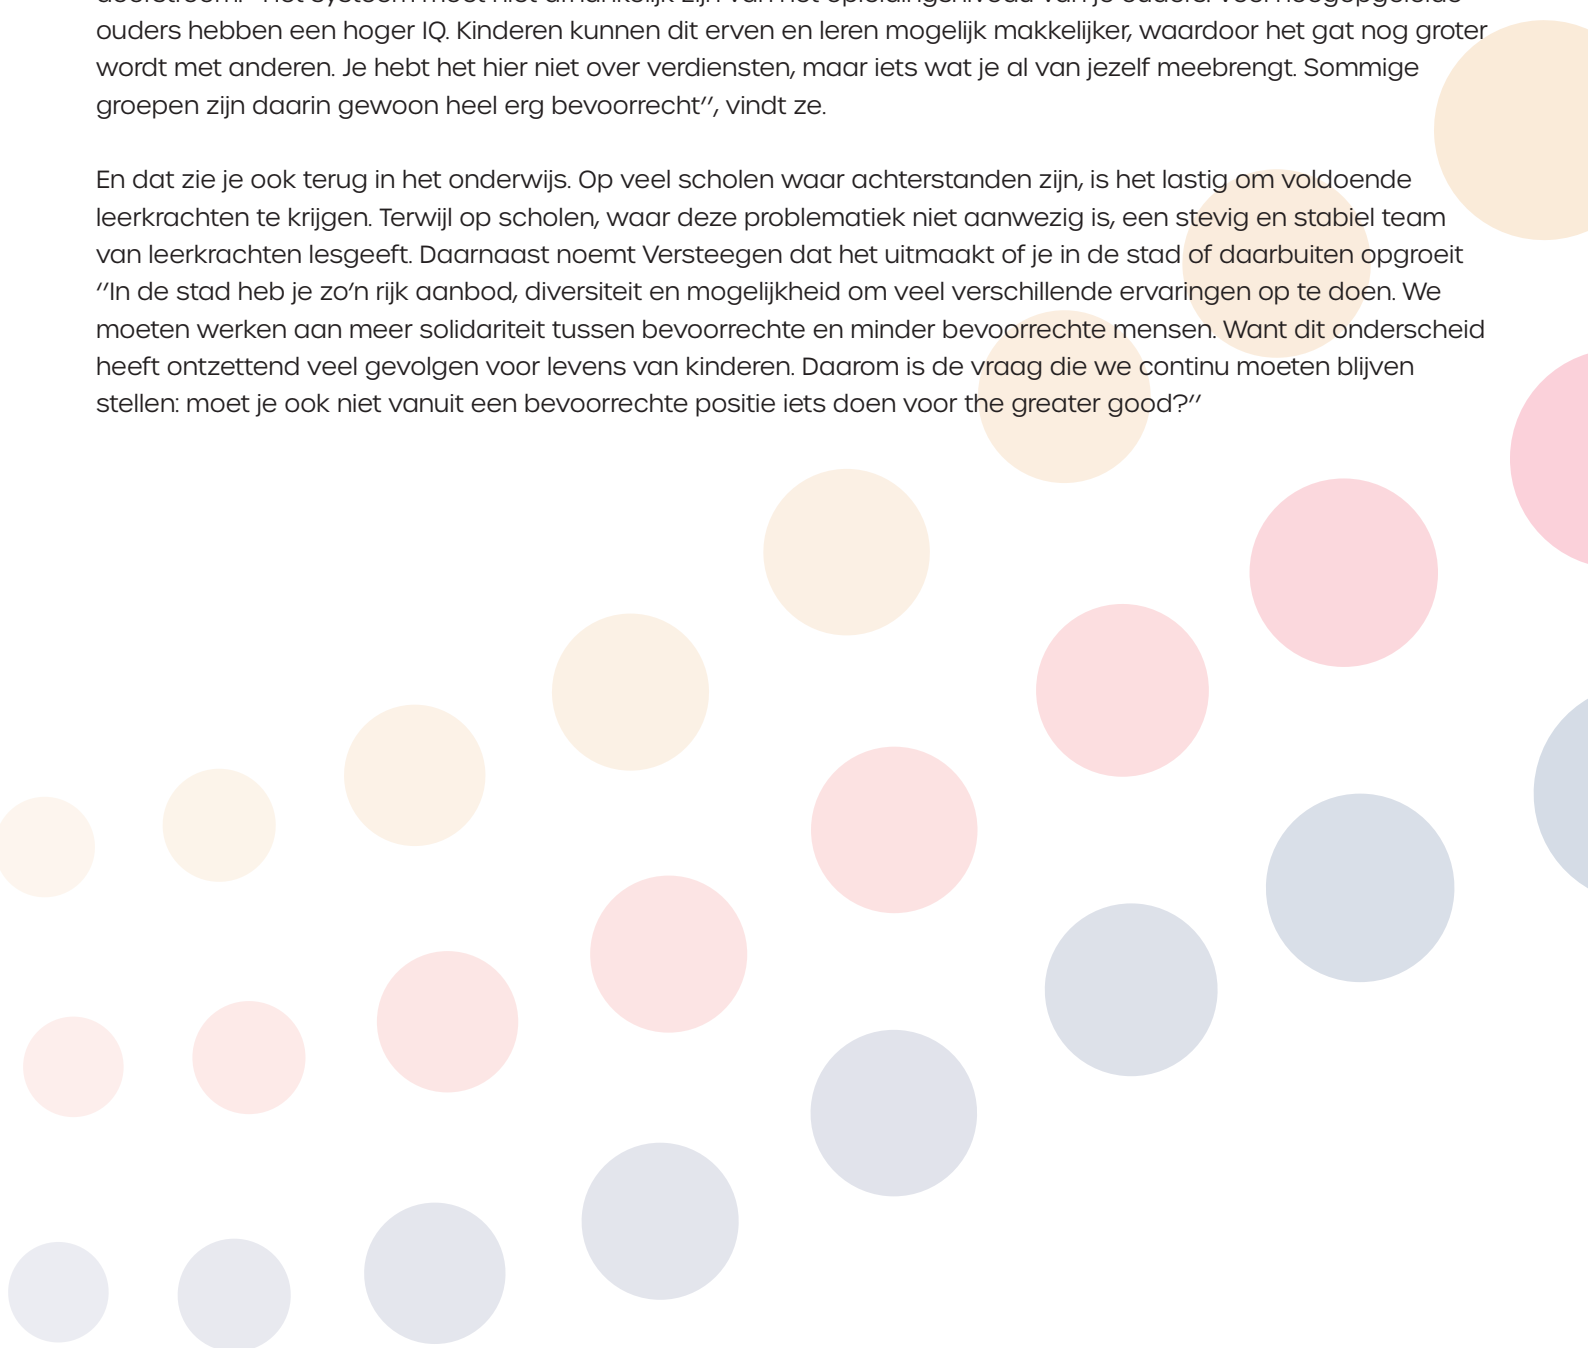 ouders hebben een hoger IQ. Kinderen kunnen dit erven en leren mogelijk makkelijker, waardoor het gat nog groter
wordt met anderen. Je hebt het hier niet over verdiensten, maar iets wat je al van jezelf meebrengt. Sommige
groepen zijn daarin gewoon heel erg bevoorrecht’’, vindt ze.
En dat zie je ook terug in het onderwijs. Op veel scholen waar achterstanden zijn, is het lastig om voldoende
leerkrachten te krijgen. Terwijl op scholen, waar deze problematiek niet aanwezig is, een stevig en stabiel team
van leerkrachten lesgeeft. Daarnaast noemt Versteegen dat het uitmaakt of je in de stad of daarbuiten opgroeit
‘’In de stad heb je zo’n rijk aanbod, diversiteit en mogelijkheid om veel verschillende ervaringen op te doen. We
moeten werken aan meer solidariteit tussen bevoorrechte en minder bevoorrechte mensen. Want dit onderscheid
heeft ontzettend veel gevolgen voor levens van kinderen. Daarom is de vraag die we continu moeten blijven
stellen: moet je ook niet vanuit een bevoorrechte positie iets doen voor the greater good?’’